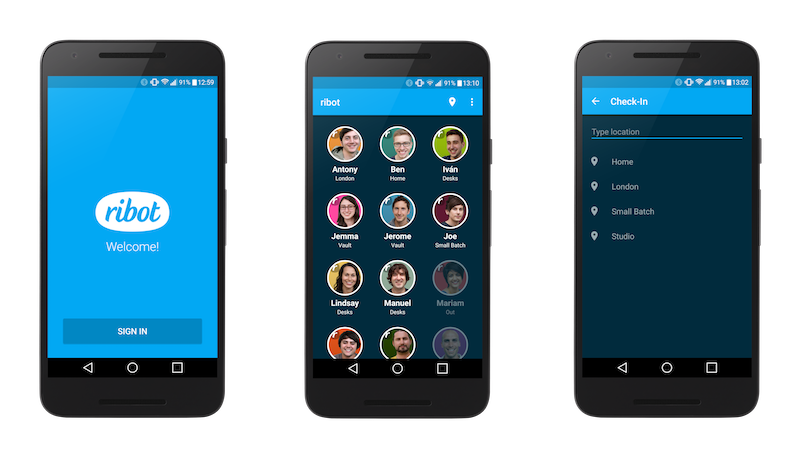 91% 12:59
ribot
Welcome!
SIGN IN
91% 13:10
ribot
Antony Ben Iván
London Home Desks
Jemma Jerome Joe
Vault Vault Small Batch
Lindsay Manuel Mariam
Desks Desks Out
91% 13:02
Check-In
Type location
Home
London
Small Batch
Studio